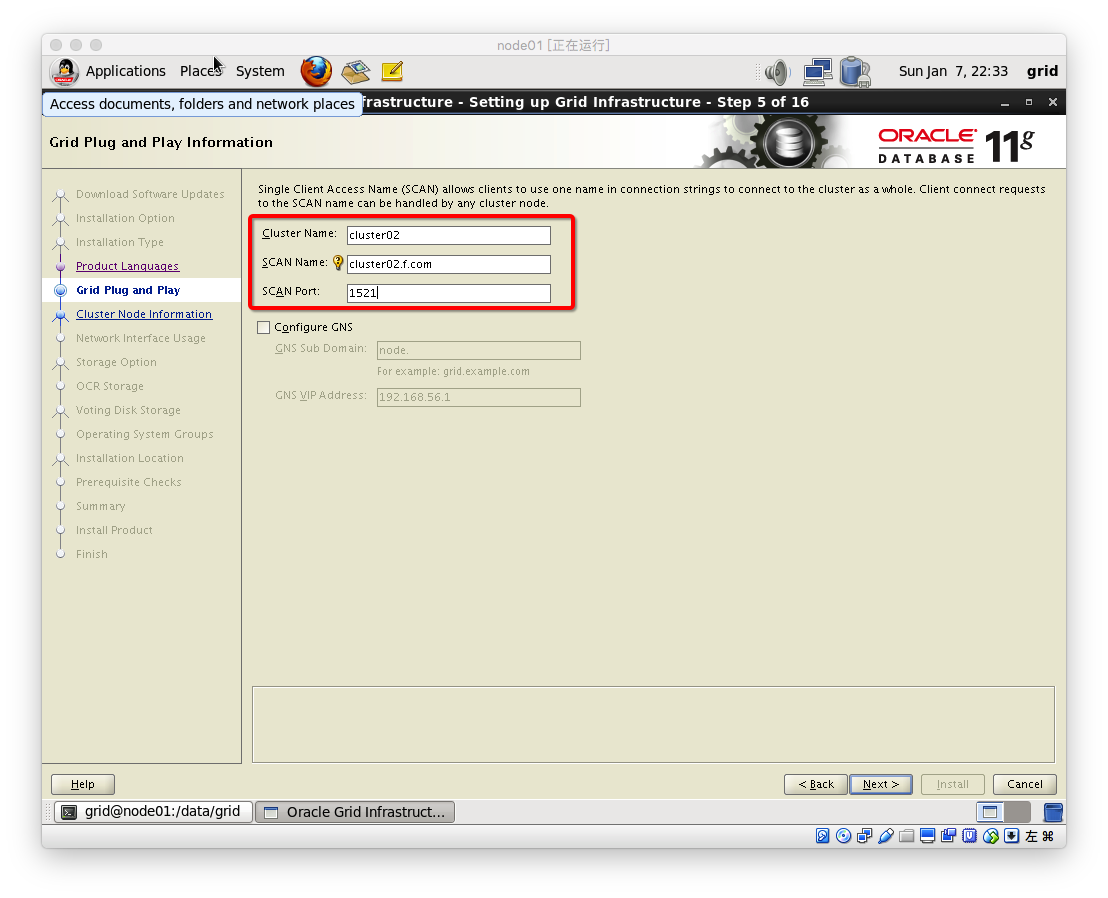 node01 [正在运行]
Applications Places System Sun Jan 7, 22:33 grid
Access documents, folders and network places
frastructure - Setting up Grid Infrastructure - Step 5 of 16
Grid Plug and Play Information
ORACLE DATABASE 11g
Single Client Access Name (SCAN) allows clients to use one name in connection strings to connect to the cluster as a whole. Client connect requests
to the SCAN name can be handled by any cluster node.
Download Software Updates
Installation Option
Installation Type
Product Languages
Grid Plug and Play
Cluster Node Information
Network Interface Usage
Storage Option
OCR Storage
Voting Disk Storage
Operating System Groups
Installation Location
Prerequisite Checks
Summary
Install Product
Finish
Cluster Name: cluster02
SCAN Name: cluster02.f.com
SCAN Port: 1521
Configure GNS
GNS Sub Domain: node.
For example: grid.example.com
GNS VIP Address: 192.168.56.1
Help < Back Next > Install Cancel
grid@node01:/data/grid Oracle Grid Infrastruct...
左 ⌘